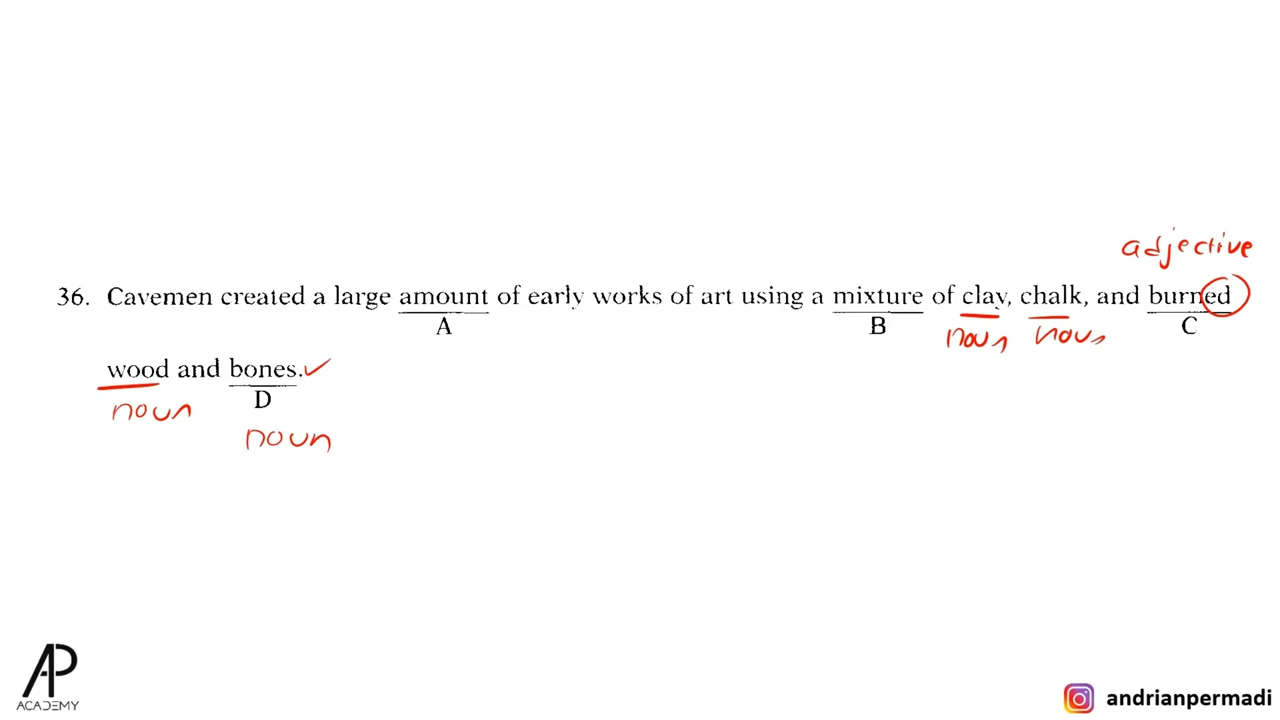 adjective
36. Cavemen created a large amount of early works of art using a mixture of clay, chalk, and burned
A B C
noun noun
wood and bones.
D
noun
noun
AP
ACADEMY
andrianpermadi